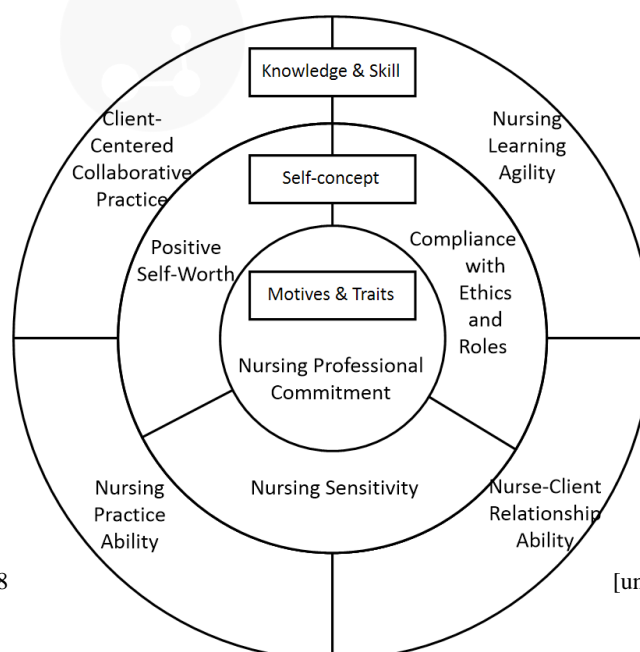 Knowledge & Skill
Client-
Centered
Collaborative
Practice
Nursing
Learning
Agility
Self-concept
Positive
Self-Worth
Compliance
with
Ethics
and
Roles
Motives & Traits
Nursing Professional
Commitment
Nursing Sensitivity
Nursing
Practice
Ability
Nurse-Client
Relationship
Ability
8